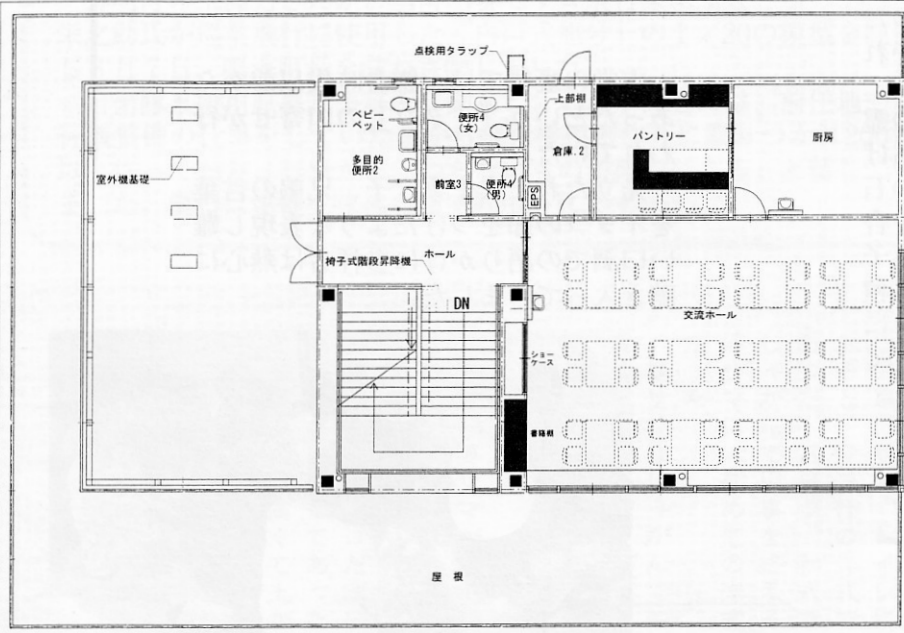 点検用タラップ
上部棚
ベビー
ベット
便所4
(女)
パントリー
厨房
倉庫.2
室外機基礎
多目的
便所2
前室3
便所4
(男)
EPS
ホール
椅子式階段昇降機
DN
交流ホール
ショー
ケース
書籍棚
屋根